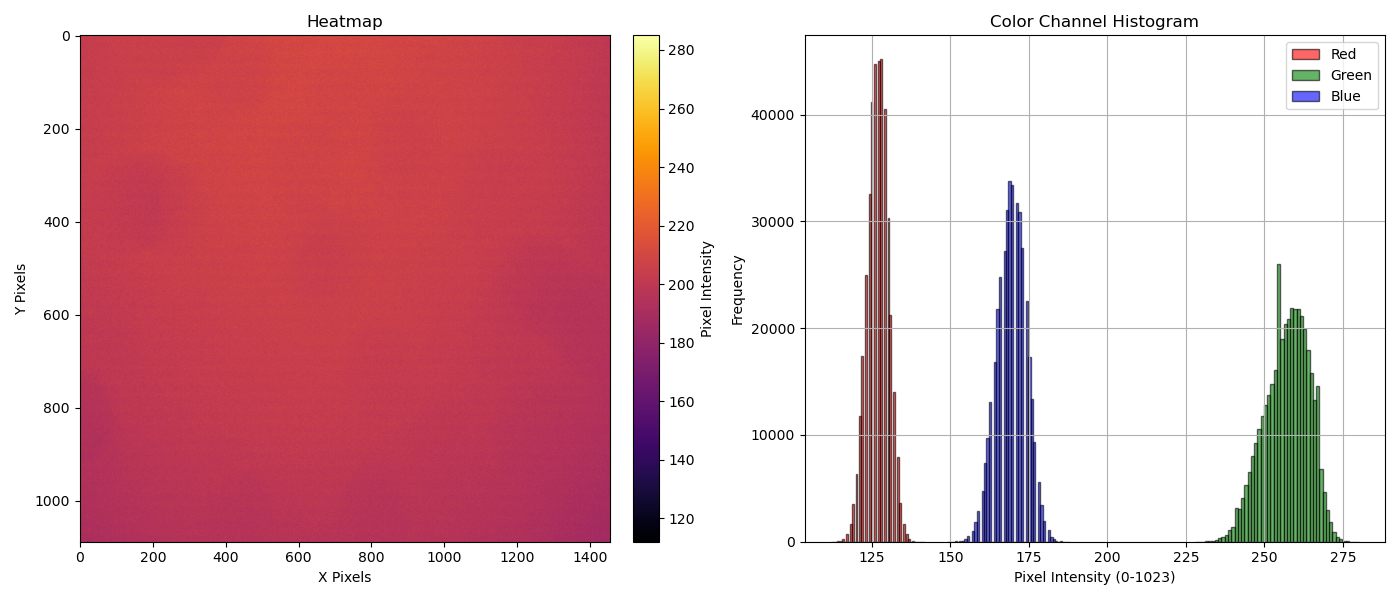 Heatmap
0
200
400
600
800
1000
Y Pixels
0 200 400 600 800 1000 1200 1400
X Pixels
280
260
240
220
200
180
160
140
120
Pixel Intensity
Color Channel Histogram
Red
Green
Blue
40000
30000
20000
10000
0
Frequency
125 150 175 200 225 250 275
Pixel Intensity (0-1023)